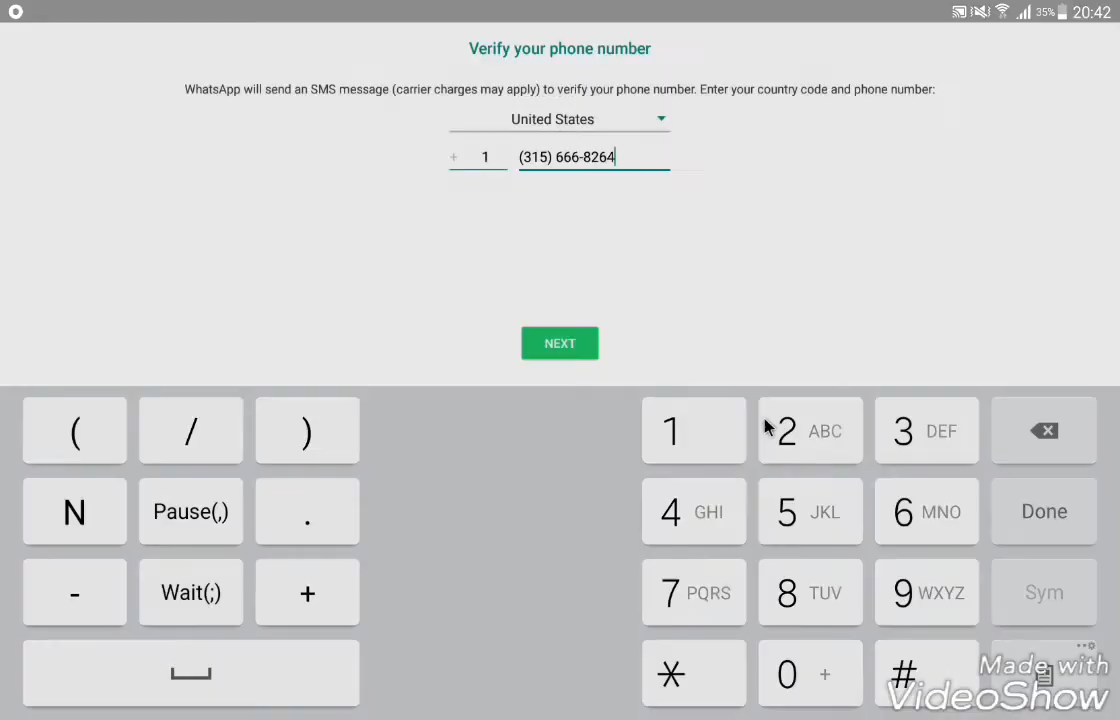 35% 20:42
Verify your phone number
WhatsApp will send an SMS message (carrier charges may apply) to verify your phone number. Enter your country code and phone number:
United States
+ 1 (315) 666-8264
NEXT
( / ) 1 2 ABC 3 DEF
N Pause(,) . 4 GHI 5 JKL 6 MNO Done
- Wait(;) + 7 PQRS 8 TUV 9 WXYZ Sym
* 0 + #
Made with
VideoShow